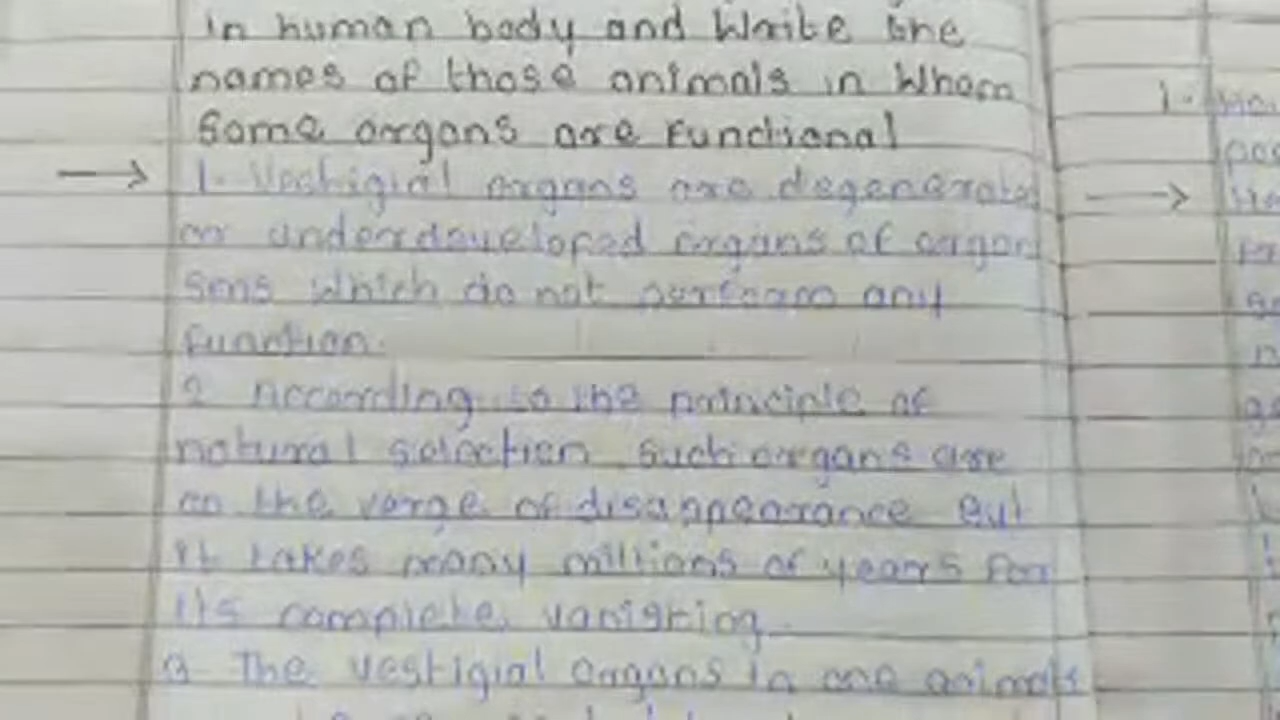 in human body and Write the
names of those animals in Whom
Same organs are Functional
1. Vestigial organs are degenerated
or underdeveloped organs of organi
sms which do not perform any
function.
2 According to the principle of
natural selection such organs are
on the verge of disappearance But
it takes many millions of years for
its complete vanishing
3 The vestigial Organs in one animals
1.